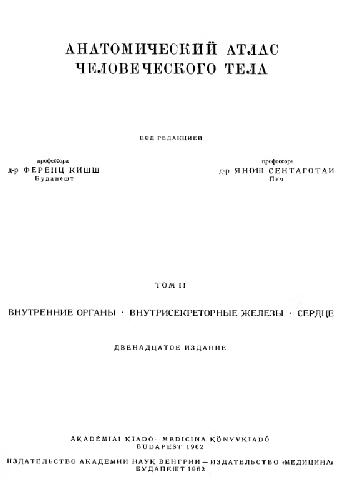 АНАТОМИЧЕСКИЙ АТЛАС
ЧЕЛОВЕЧЕСКОГО ТЕЛА
ПОД РЕДАКЦИЕЙ
профессора
д-р ФЕРЕНЦ КИШШ
Будапешт
профессора
д-р ЯНОШ СЕНТАГОТАИ
Печ
ТОМ II
ВНУТРЕННИЕ ОРГАНЫ · ВНУТРИСЕКРЕТОРНЫЕ ЖЕЛЕЗЫ · СЕРДЦЕ
ДВЕНАДЦАТОЕ ИЗДАНИЕ
AKADÉMIAI KIADÓ - MEDICINA KÖNYVKIADÓ
BUDAPEST 1962
ИЗДАТЕЛЬСТВО АКАДЕМИИ НАУК ВЕНГРИИ — ИЗДАТЕЛЬСТВО «МЕДИЦИНА»
БУДАПЕШТ 1962